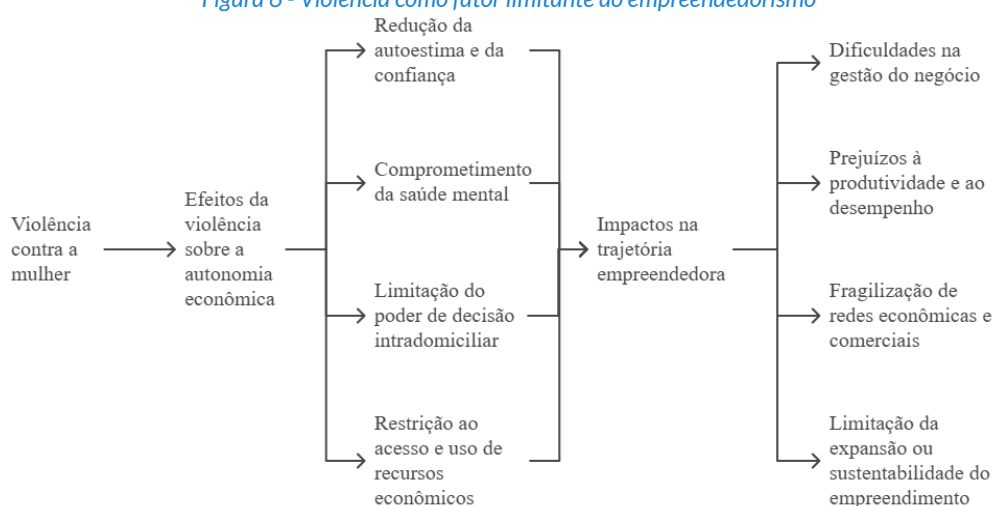 Figura 8 - Violência como fator limitante do empreendedorismo
Violência
contra a
mulher
Efeitos da
violência
sobre a
autonomia
econômica
Redução da
autoestima e da
confiança
Comprometimento
da saúde mental
Limitação do
poder de decisão
intradomiciliar
Restrição ao
acesso e uso de
recursos
econômicos
Impactos na
trajetória
empreendedora
Dificuldades na
gestão do negócio
Prejuízos à
produtividade e ao
desempenho
Fragilização de
redes econômicas e
comerciais
Limitação da
expansão ou
sustentabilidade do
empreendimento